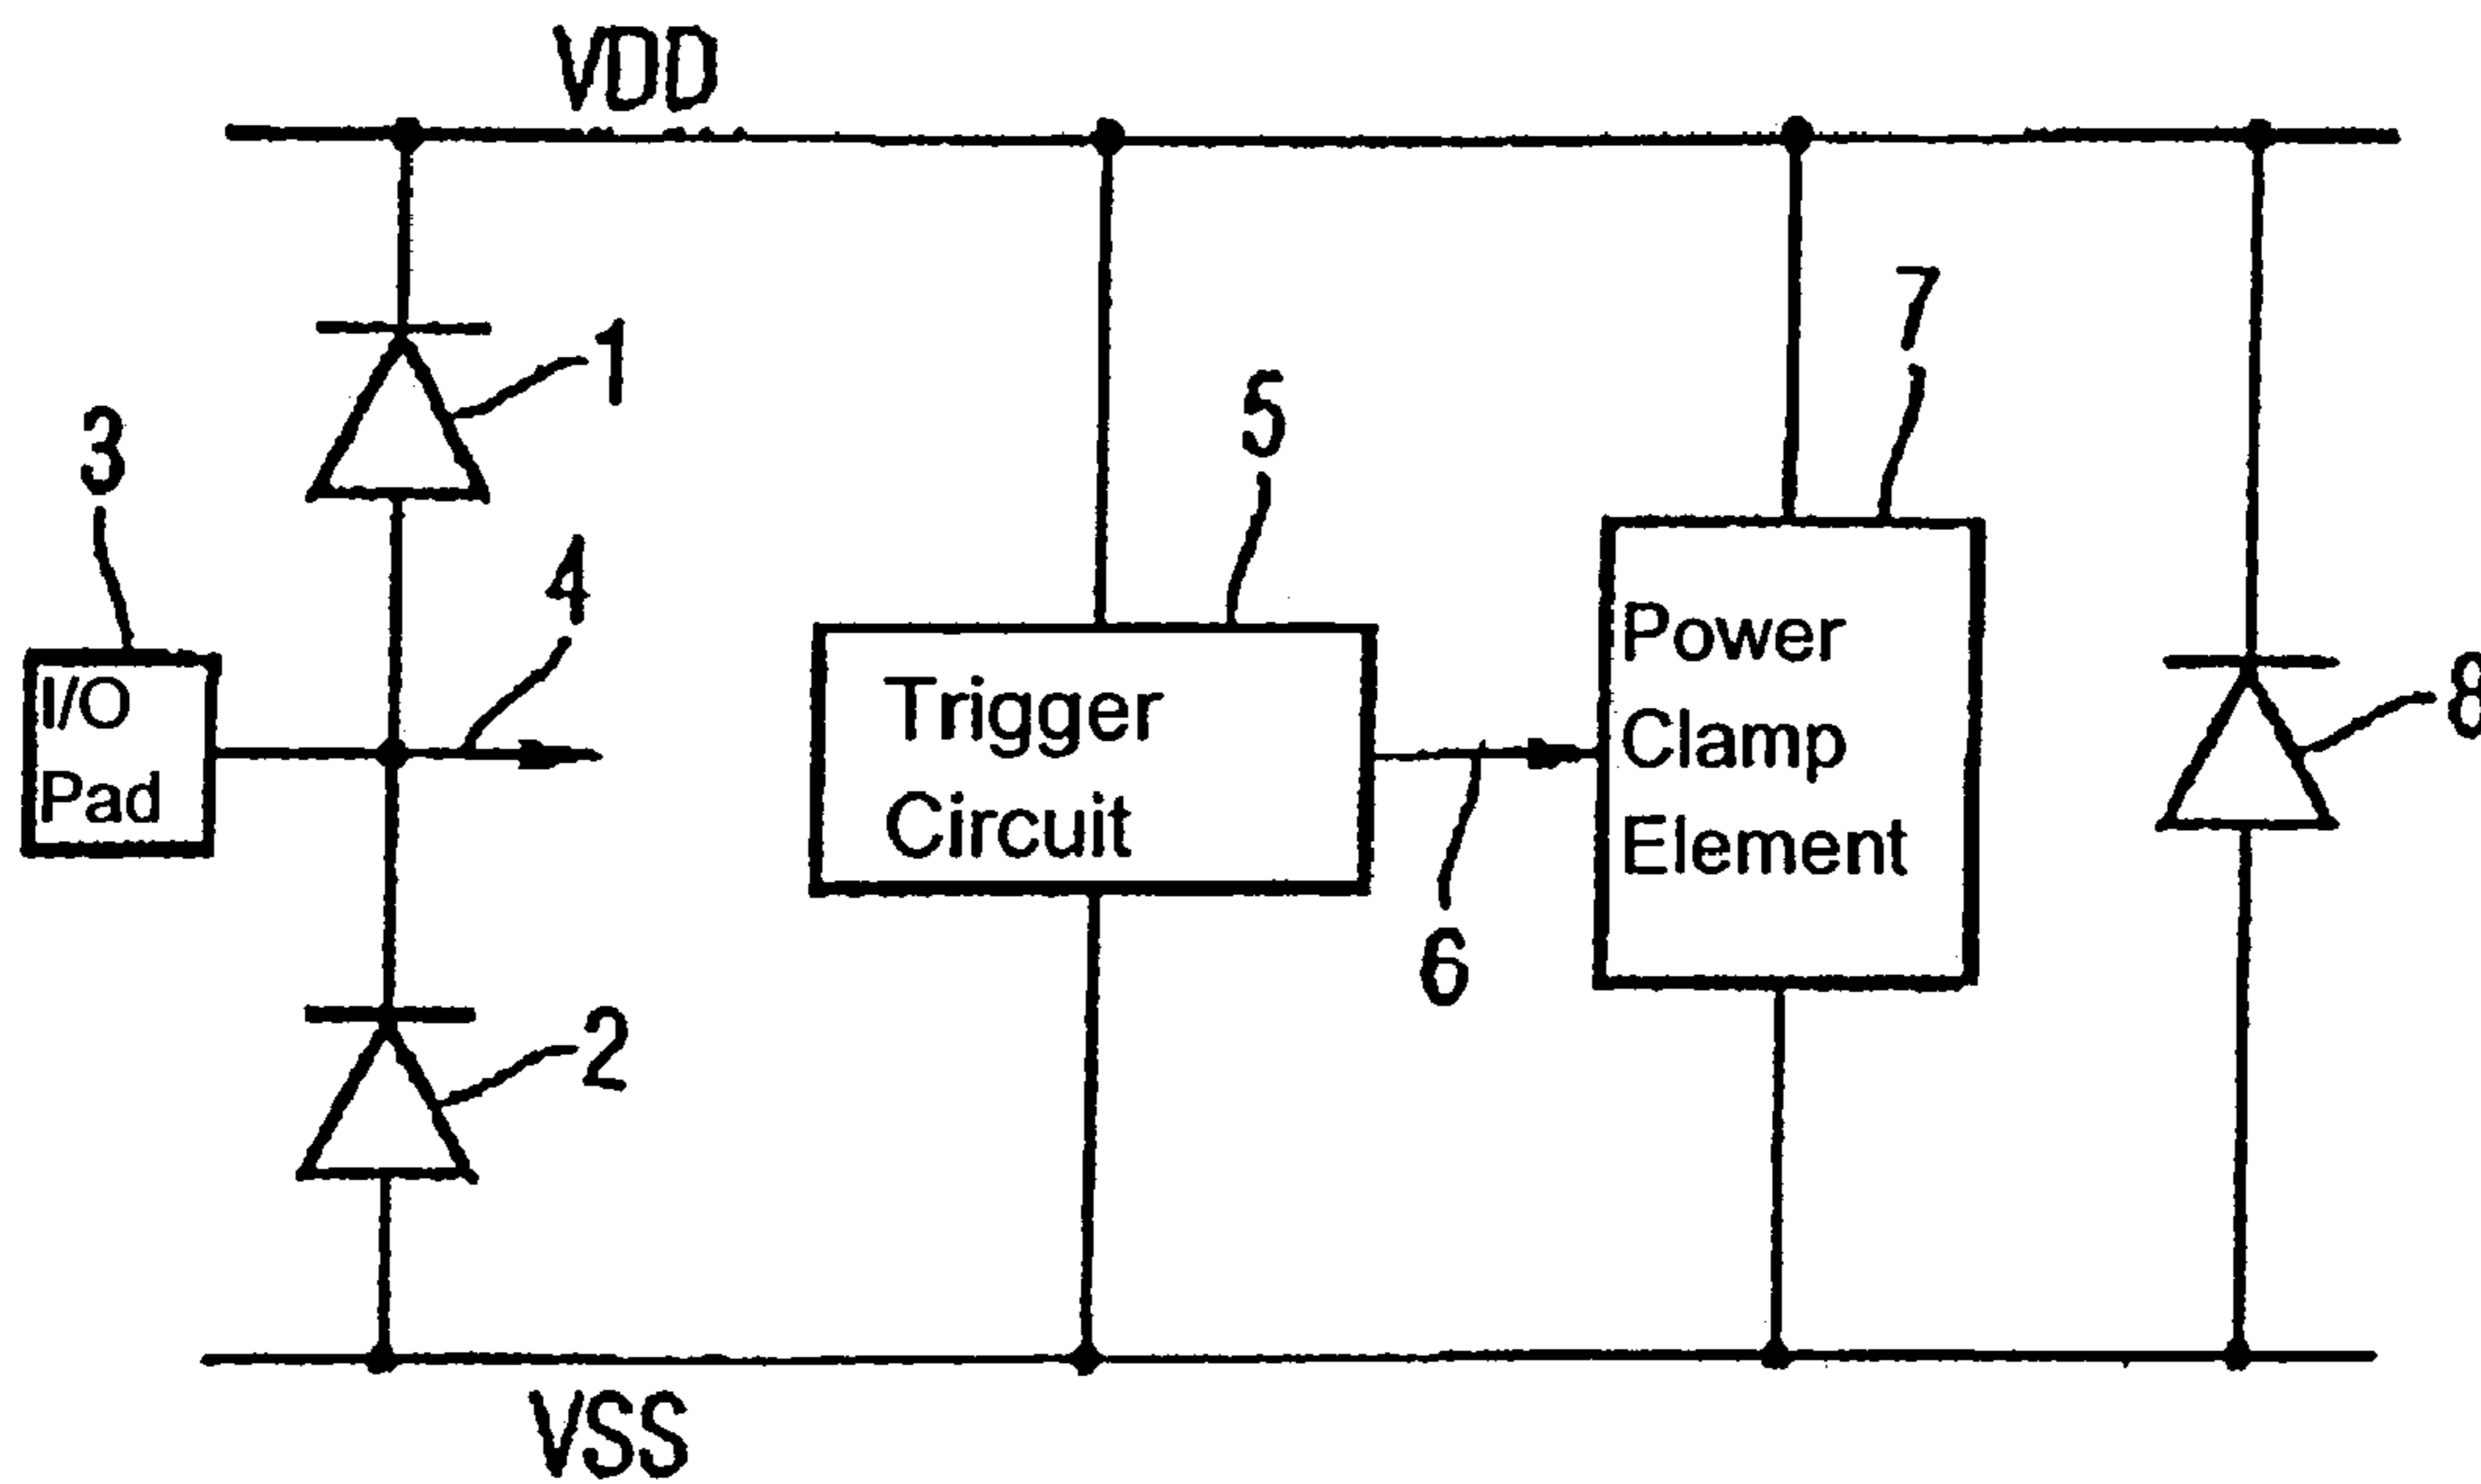 VDD
1
3
4
5
7
I/O
Pad
Trigger
Circuit
Power
Clamp
Element
8
6
2
VSS